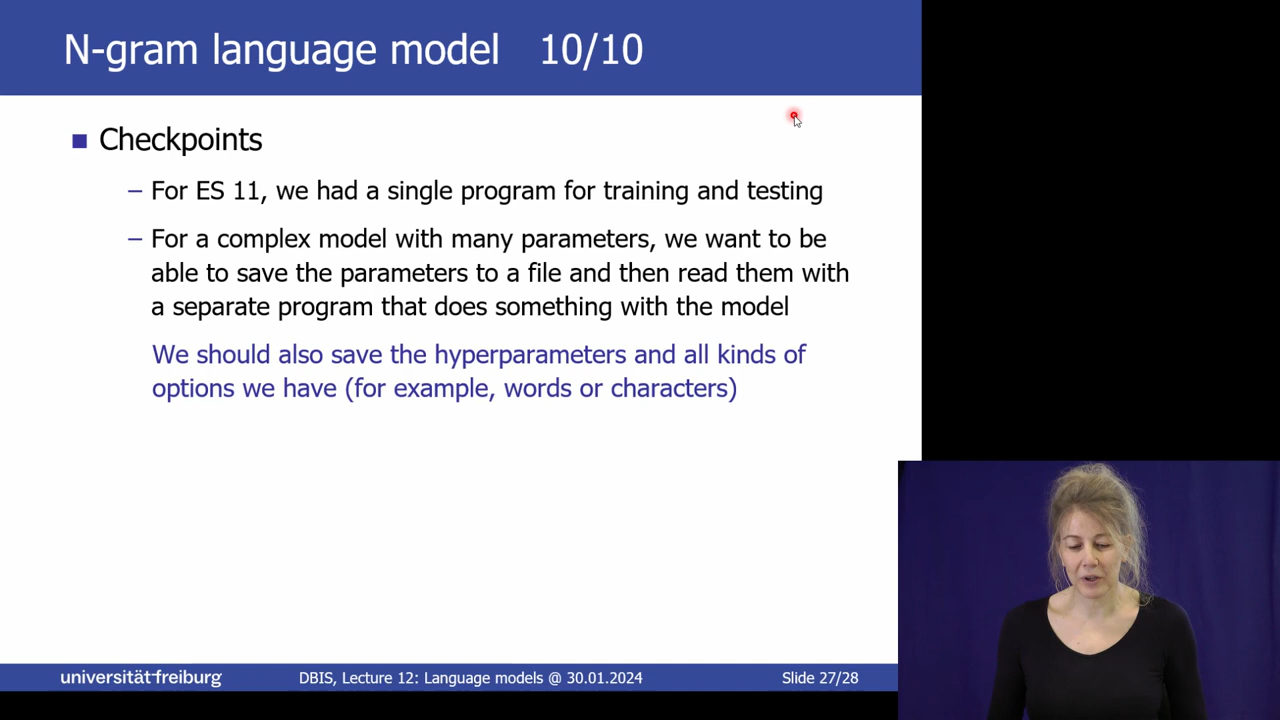 N-gram language model 10/10
Checkpoints
– For ES 11, we had a single program for training and testing
– For a complex model with many parameters, we want to be
able to save the parameters to a file and then read them with
a separate program that does something with the model
We should also save the hyperparameters and all kinds of
options we have (for example, words or characters)
universität freiburg DBIS, Lecture 12: Language models @ 30.01.2024 Slide 27/28